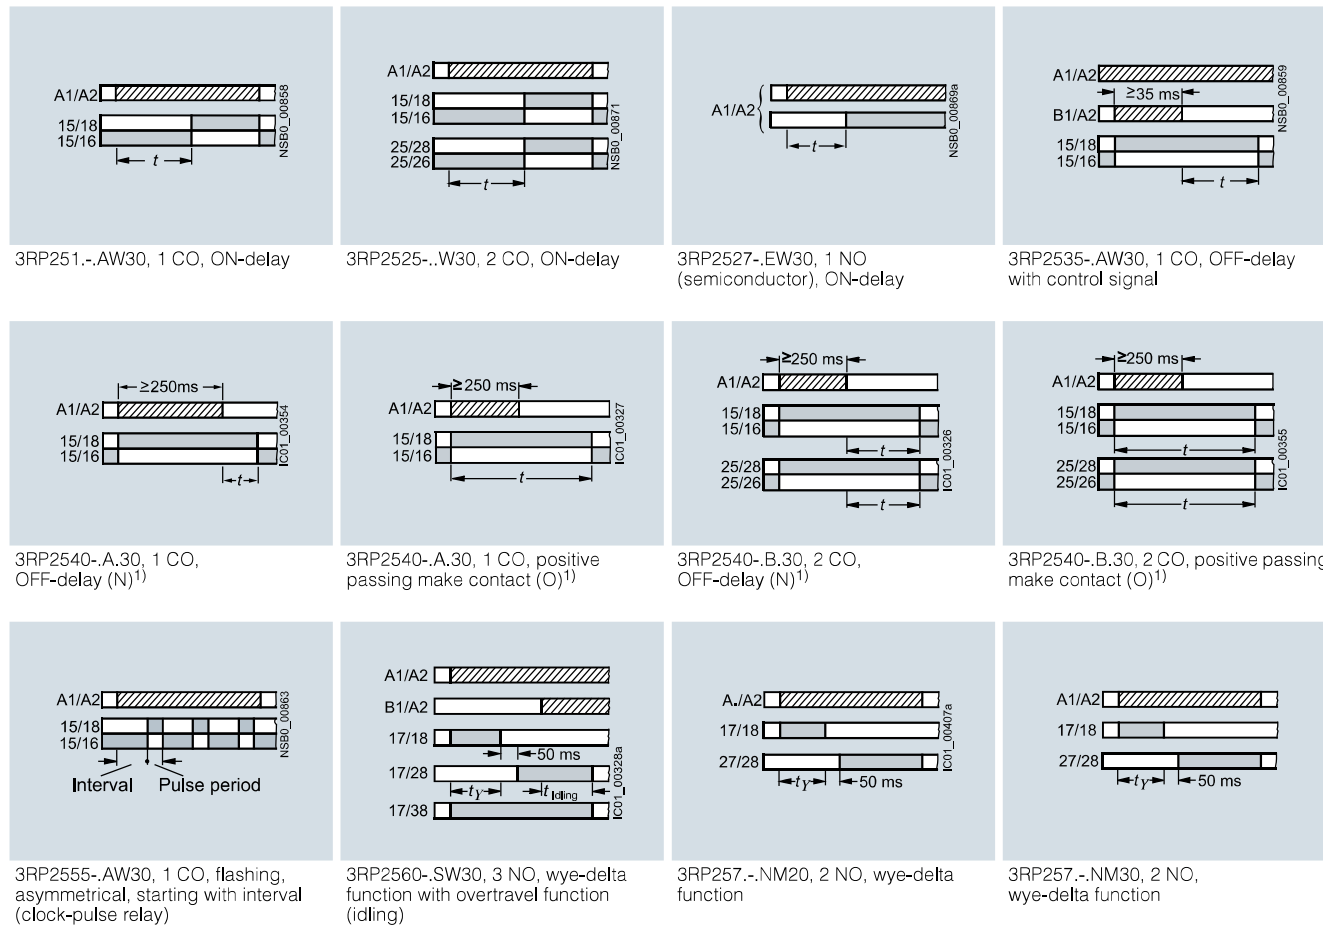 A1/A2
15/18
15/16
t
NSB0_00858
3RP251.-.AW30, 1 CO, ON-delay
A1/A2
15/18
15/16
25/28
25/26
t
NSB0_00871
3RP2525-..W30, 2 CO, ON-delay
A1/A2
t
NSB0_00869a
3RP2527-.EW30, 1 NO
(semiconductor), ON-delay
A1/A2
≥35 ms
B1/A2
15/18
15/16
t
NSB0_00859
3RP2535-.AW30, 1 CO, OFF-delay
with control signal
≥250ms
A1/A2
15/18
15/16
t
IC01_00354
3RP2540-.A.30, 1 CO,
OFF-delay (N)1)
≥250 ms
A1/A2
15/18
15/16
t
IC01_00327
3RP2540-.A.30, 1 CO, positive
passing make contact (O)1)
≥250 ms
A1/A2
15/18
15/16
t
25/28
25/26
t
IC01_00326
3RP2540-.B.30, 2 CO,
OFF-delay (N)1)
≥250 ms
A1/A2
15/18
15/16
t
25/28
25/26
t
IC01_00355
3RP2540-.B.30, 2 CO, positive passing
make contact (O)1)
A1/A2
15/18
15/16
Interval Pulse period
NSB0_00863
3RP2555-.AW30, 1 CO, flashing,
asymmetrical, starting with interval
(clock-pulse relay)
A1/A2
B1/A2
17/18
50 ms
17/28
tY tIdling
17/38
IC01_00328a
3RP2560-.SW30, 3 NO, wye-delta
function with overtravel function
(idling)
A./A2
17/18
27/28
tY 50 ms
IC01_00407a
3RP257.-.NM20, 2 NO, wye-delta
function
A1/A2
17/18
27/28
tY 50 ms
3RP257.-.NM30, 2 NO,
wye-delta function